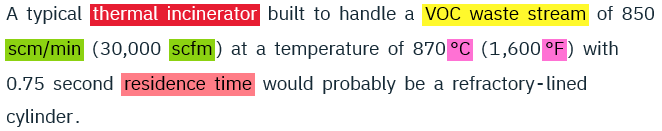 A typical thermal incinerator built to handle a VOC waste stream of 850
scm/min (30,000 scfm) at a temperature of 870 °C (1,600 °F) with
0.75 second residence time would probably be a refractory-lined
cylinder.